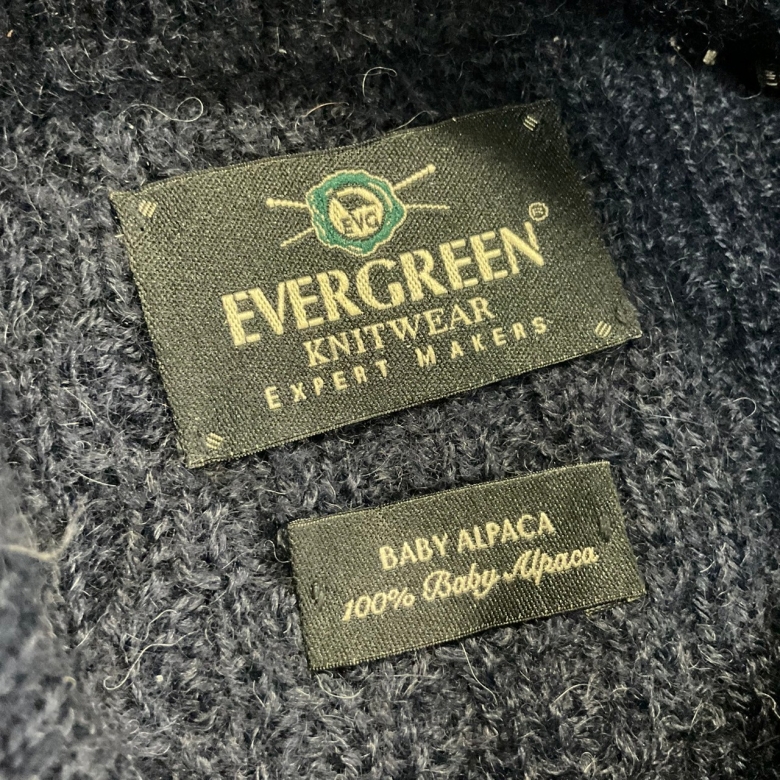 EVG
EVERGREEN®
KNITWEAR
EXPERT MAKERS
BABY ALPACA
100% Baby Alpaca